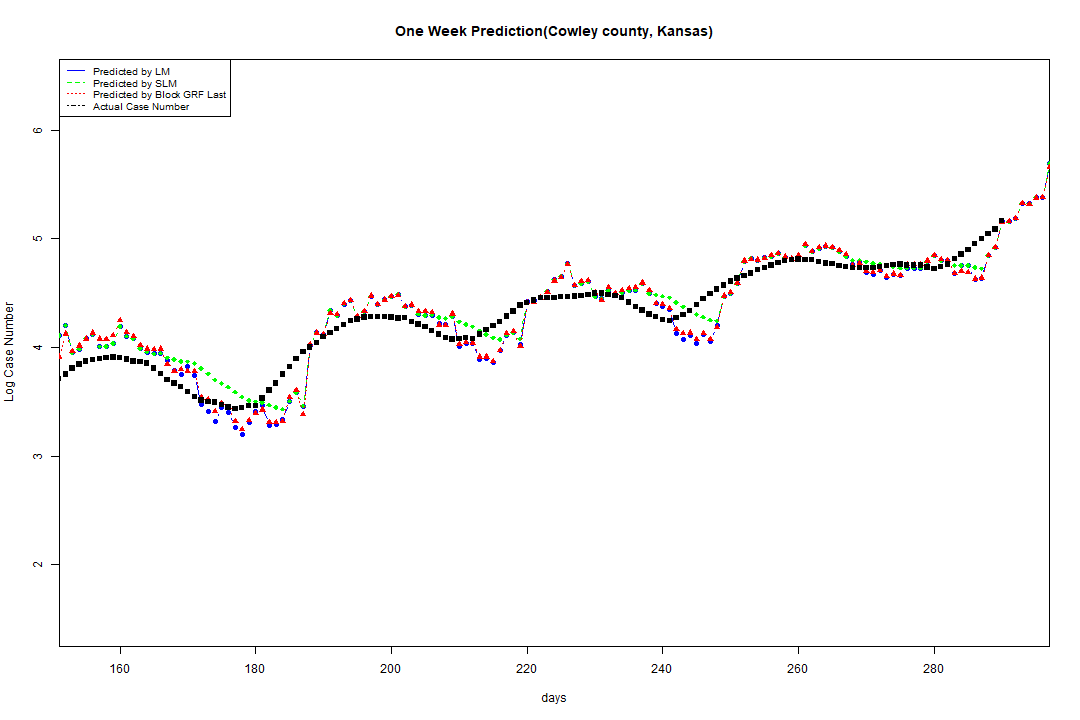 One Week Prediction(Cowley county, Kansas)
Predicted by LM
Predicted by SLM
Predicted by Block GRF Last
Actual Case Number
6
5
4
3
2
Log Case Number
160 180 200 220 240 260 280
days